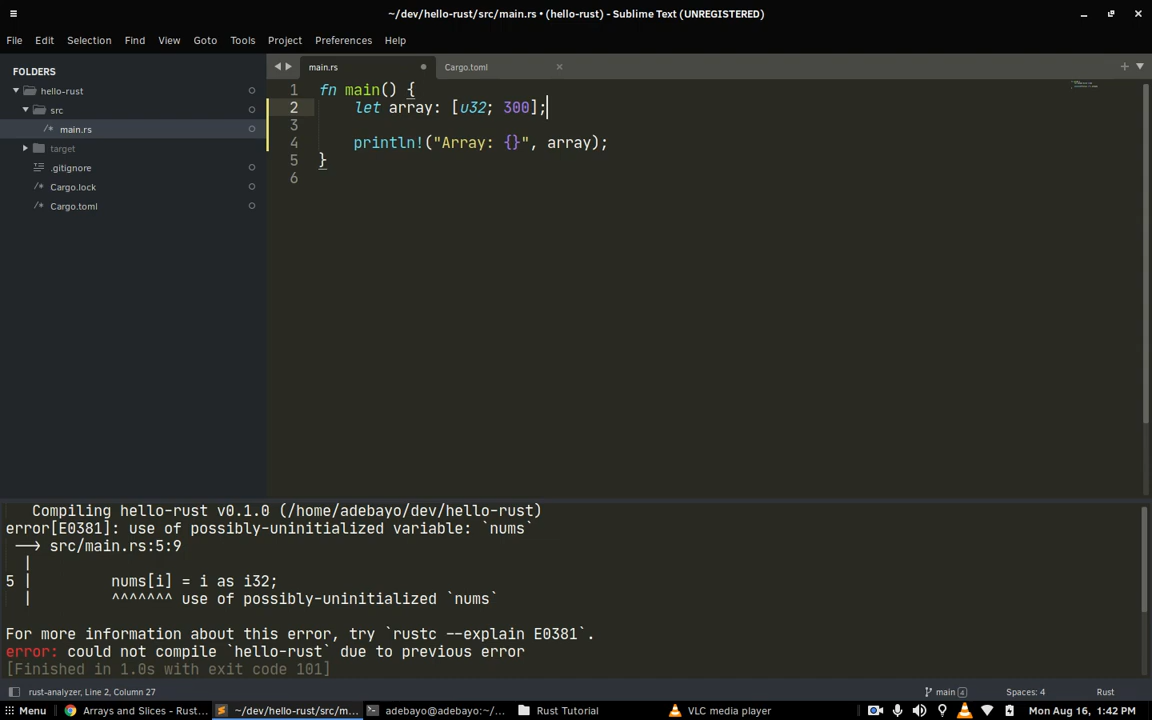 ~/dev/hello-rust/src/main.rs • (hello-rust) - Sublime Text (UNREGISTERED)
File Edit Selection Find View Goto Tools Project Preferences Help
FOLDERS
hello-rust
src
main.rs
target
.gitignore
Cargo.lock
Cargo.toml
main.rs Cargo.toml
1 fn main() {
2 let array: [u32; 300];
3
4 println!("Array: {}", array);
5 }
6
Compiling hello-rust v0.1.0 (/home/adebayo/dev/hello-rust)
error[E0381]: use of possibly-uninitialized variable: `nums`
--> src/main.rs:5:9
|
5 | nums[i] = i as i32;
| ^^^^^^^ use of possibly-uninitialized `nums`
For more information about this error, try `rustc --explain E0381`.
error: could not compile `hello-rust` due to previous error
[Finished in 1.0s with exit code 101]
rust-analyzer, Line 2, Column 27 main 4 Spaces: 4 Rust
Menu Arrays and Slices - Rust... ~/dev/hello-rust/src/m... adebayo@adebayo:~/... Rust Tutorial VLC media player Mon Aug 16, 1:42 PM